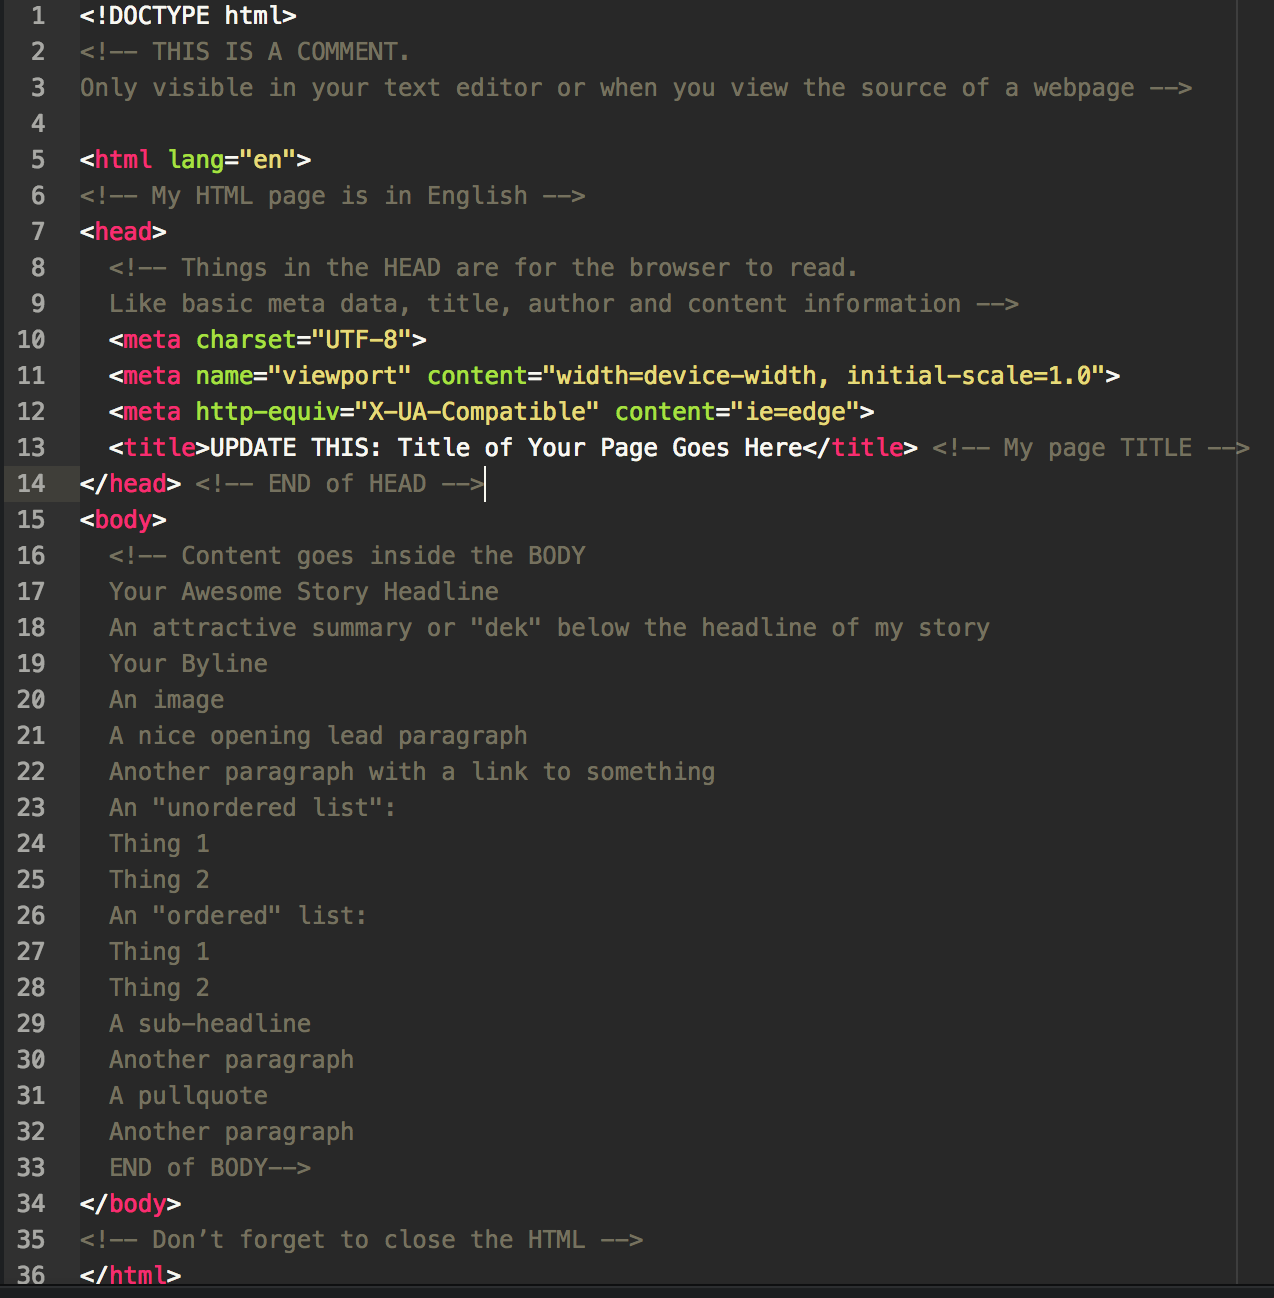 1 <!DOCTYPE html>
2 <!-- THIS IS A COMMENT.
3 Only visible in your text editor or when you view the source of a webpage -->
4
5 <html lang="en">
6 <!-- My HTML page is in English -->
7 <head>
8   <!-- Things in the HEAD are for the browser to read.
9   Like basic meta data, title, author and content information -->
10   <meta charset="UTF-8">
11   <meta name="viewport" content="width=device-width, initial-scale=1.0">
12   <meta http-equiv="X-UA-Compatible" content="ie=edge">
13   <title>UPDATE THIS: Title of Your Page Goes Here</title> <!-- My page TITLE -->
14 </head> <!-- END of HEAD -->
15 <body>
16   <!-- Content goes inside the BODY
17   Your Awesome Story Headline
18   An attractive summary or "dek" below the headline of my story
19   Your Byline
20   An image
21   A nice opening lead paragraph
22   Another paragraph with a link to something
23   An "unordered list":
24   Thing 1
25   Thing 2
26   An "ordered" list:
27   Thing 1
28   Thing 2
29   A sub-headline
30   Another paragraph
31   A pullquote
32   Another paragraph
33   END of BODY-->
34 </body>
35 <!-- Don’t forget to close the HTML -->
36 </html>